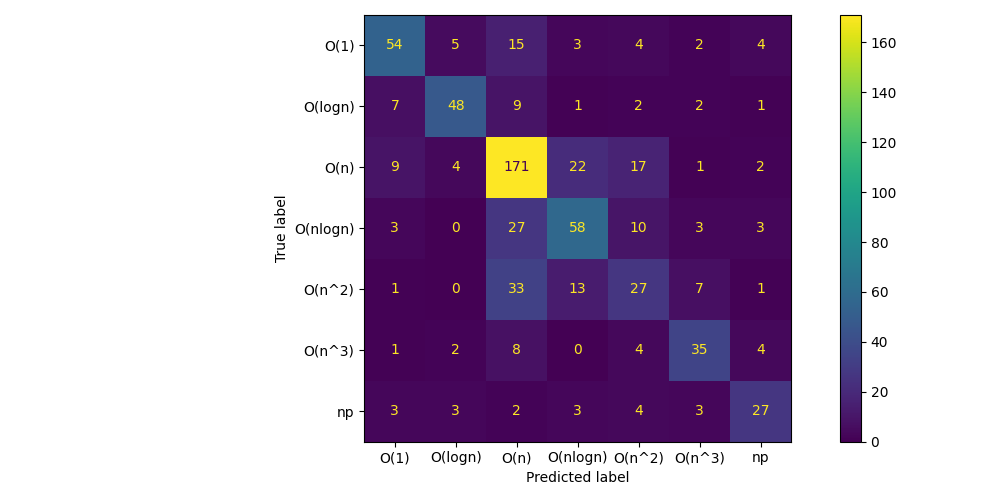 True label
O(1) 54 5 15 3 4 2 4
O(logn) 7 48 9 1 2 2 1
O(n) 9 4 171 22 17 1 2
O(nlogn) 3 0 27 58 10 3 3
O(n^2) 1 0 33 13 27 7 1
O(n^3) 1 2 8 0 4 35 4
np 3 3 2 3 4 3 27
O(1) O(logn) O(n) O(nlogn) O(n^2) O(n^3) np
Predicted label
160
140
120
100
80
60
40
20
0